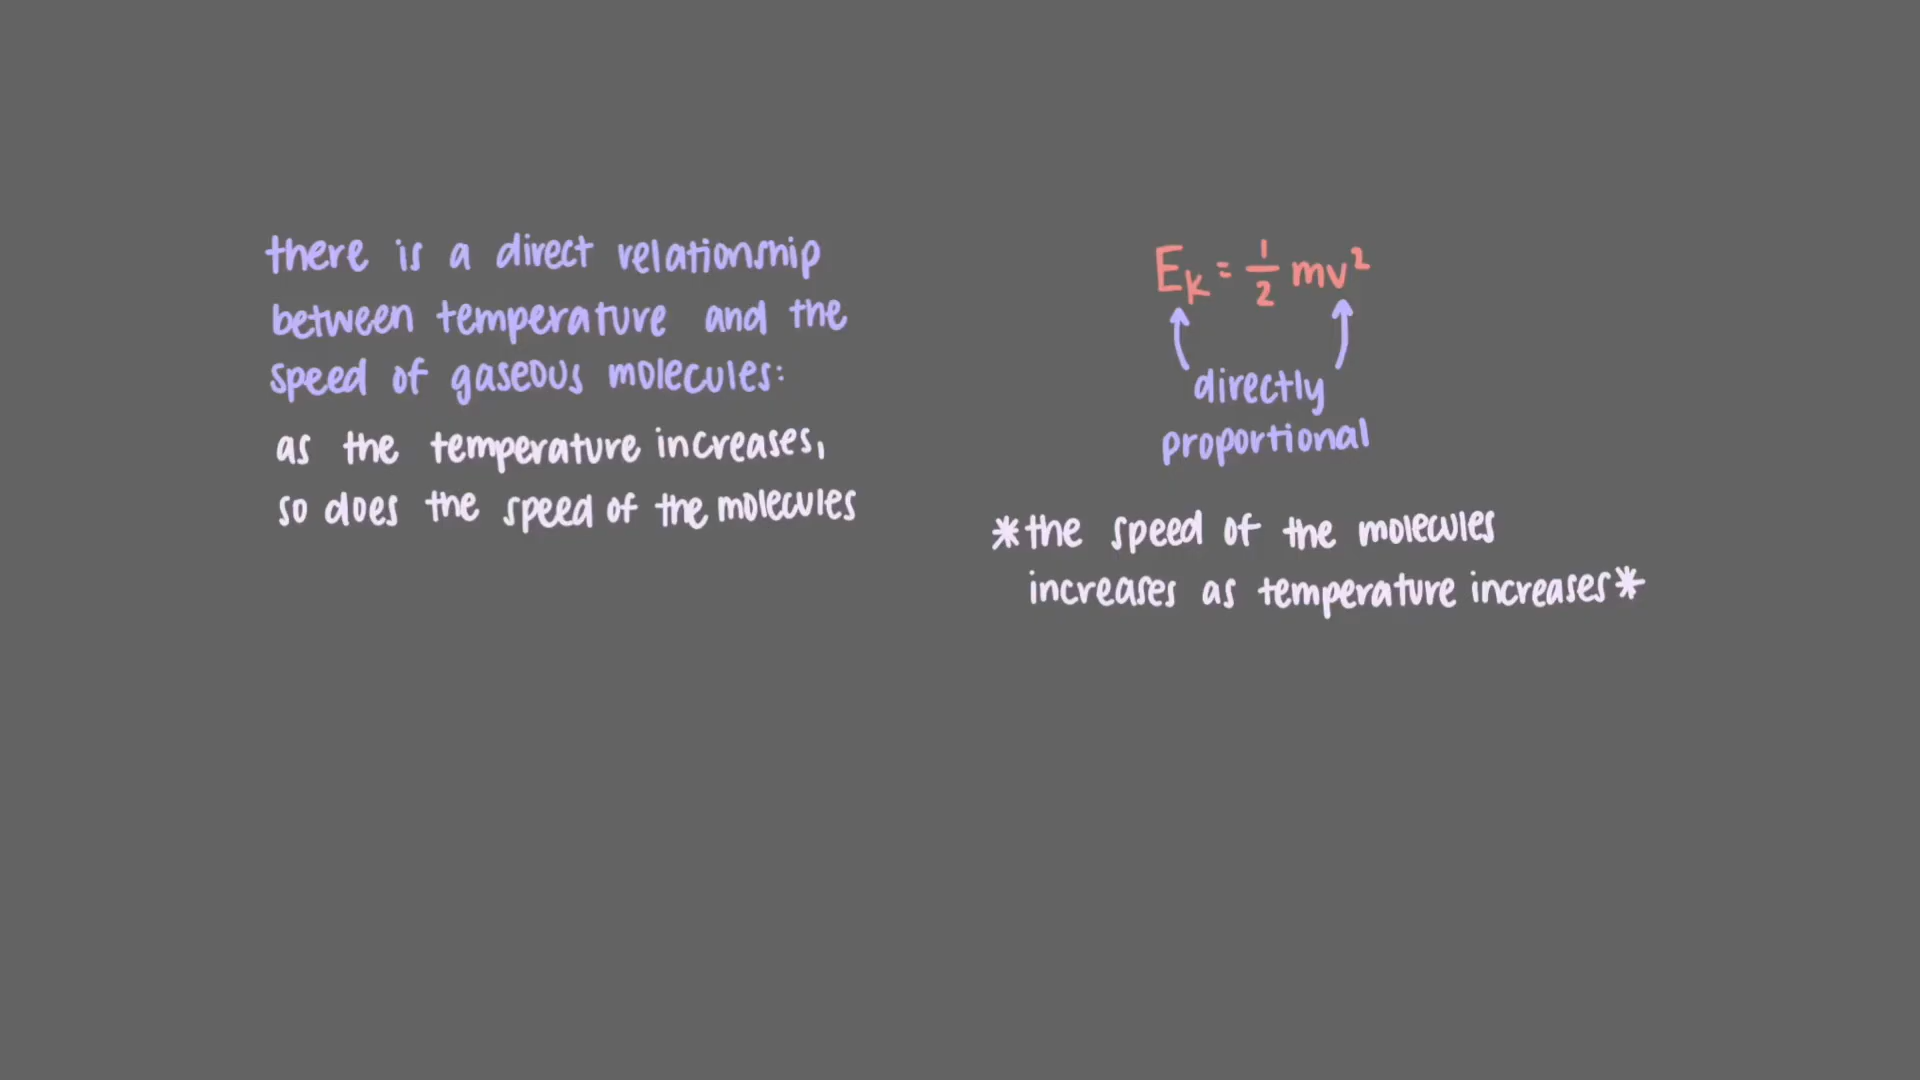 there is a direct relationship
between temperature and the
speed of gaseous molecules:
as the temperature increases,
so does the speed of the molecules
E_k = 1/2 mv²
directly
proportional
*the speed of the molecules
increases as temperature increases*